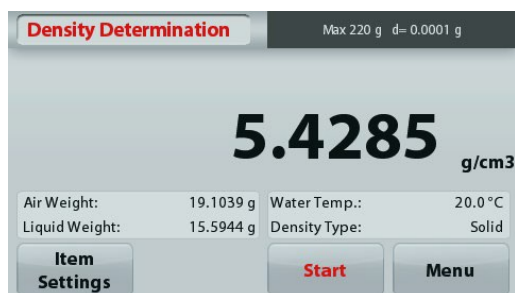 Density Determination
Max 220 g d= 0.0001 g
5.4285 g/cm3
Air Weight: 19.1039 g Water Temp.: 20.0°C
Liquid Weight: 15.5944 g Density Type: Solid
Item Settings
Start
Menu